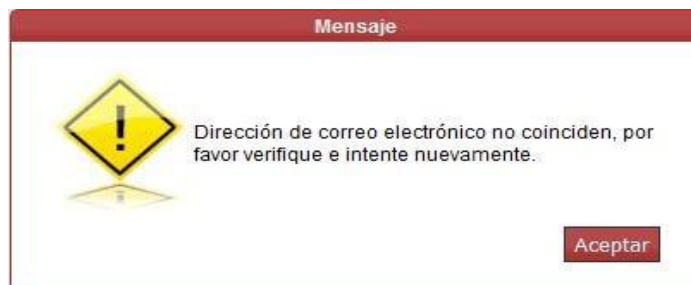 Mensaje
Dirección de correo electrónico no coinciden, por
favor verifique e intente nuevamente.
Aceptar